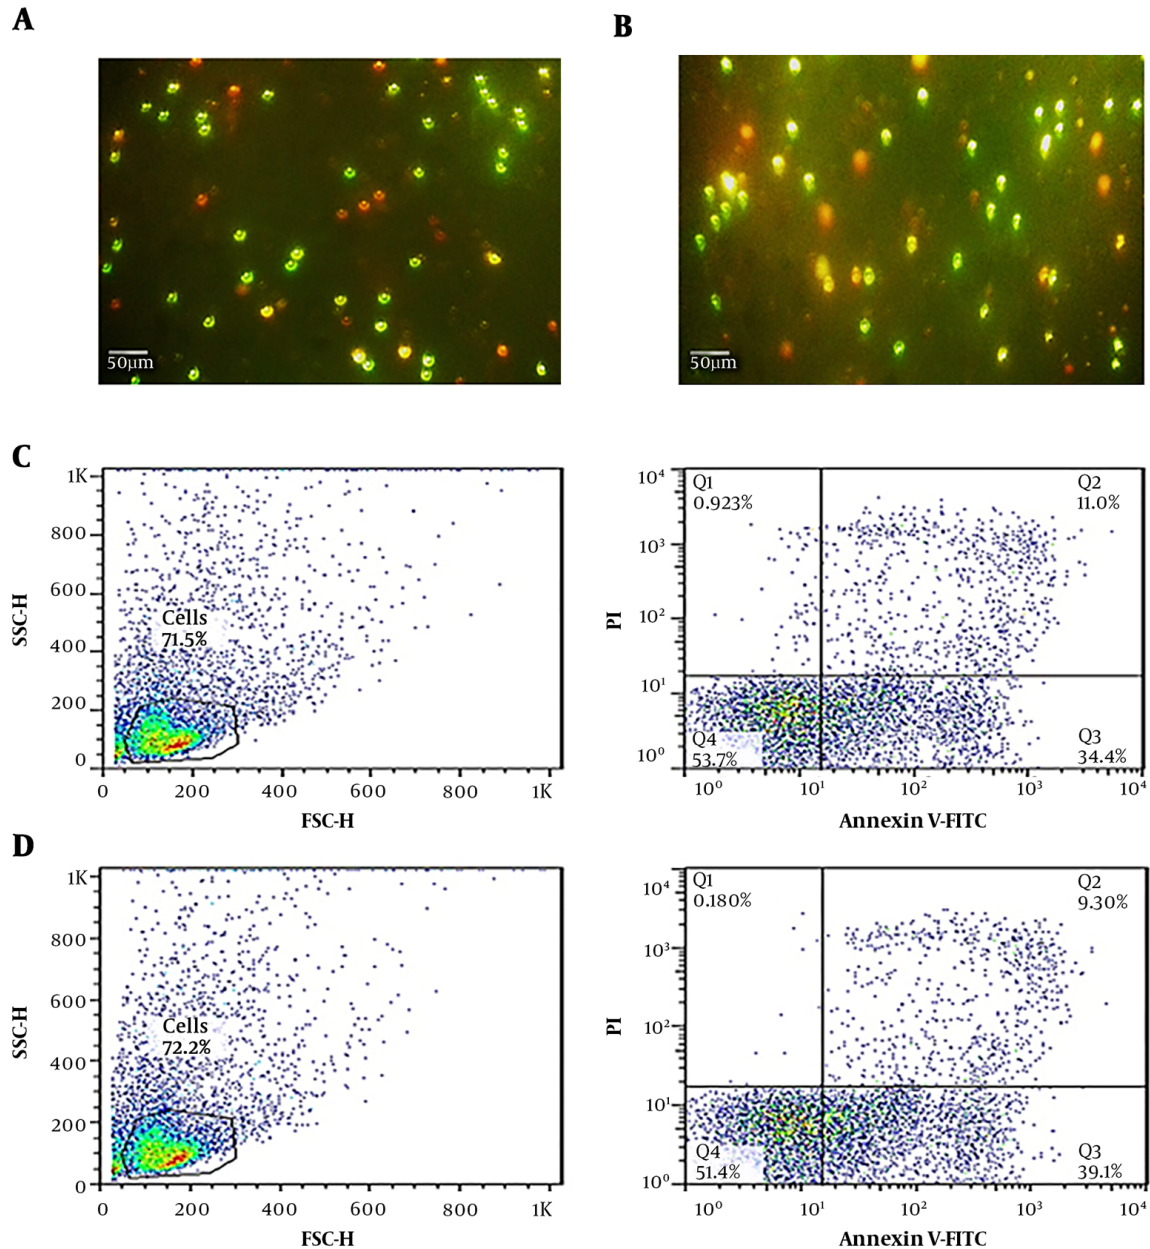 A
B
50μm
50μm
C
1K
800
600
400
200
0
SSC-H
Cells
71.5%
0 200 400 600 800 1K
FSC-H
10⁴
10³
10²
10¹
10⁰
PI
Q1
0.923%
Q2
11.0%
Q4
53.7%
Q3
34.4%
10⁰ 10¹ 10² 10³ 10⁴
Annexin V-FITC
D
1K
800
600
400
200
0
SSC-H
Cells
72.2%
0 200 400 600 800 1K
FSC-H
10⁴
10³
10²
10¹
10⁰
PI
Q1
0.180%
Q2
9.30%
Q4
51.4%
Q3
39.1%
10⁰ 10¹ 10² 10³ 10⁴
Annexin V-FITC